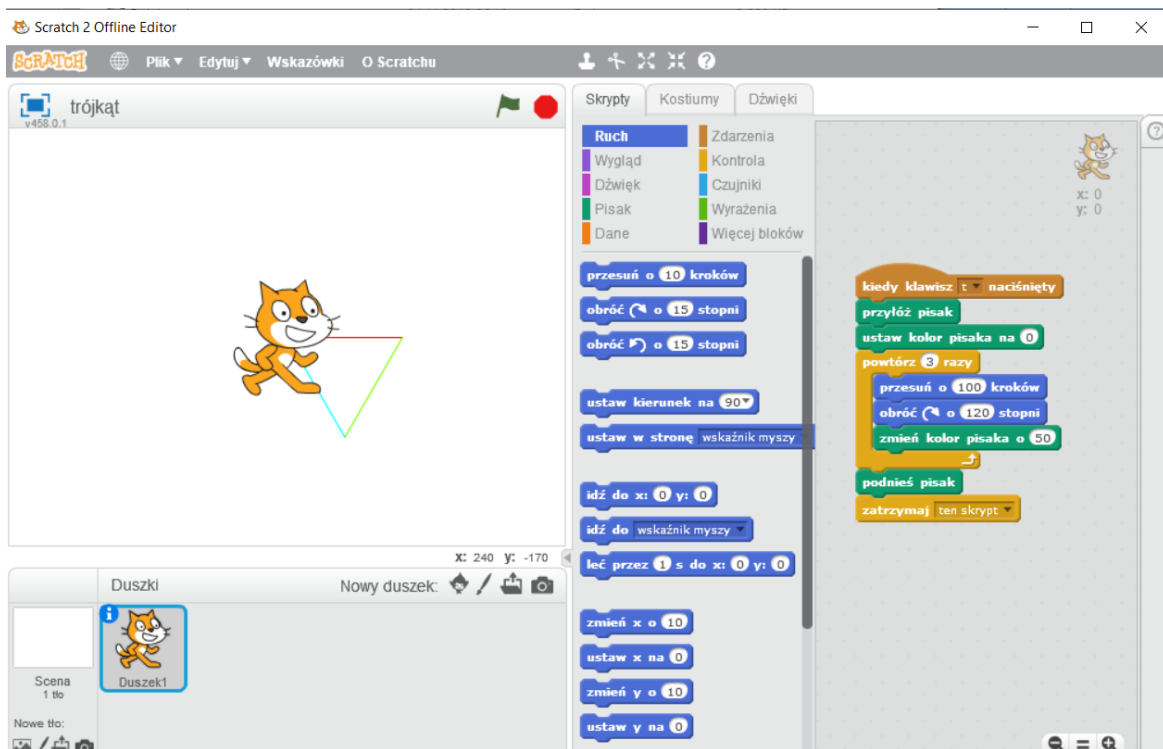 Scratch 2 Offline Editor
SCRATCH Plik Edytuj Wskazówki O Scratchu
trójkąt
v458.0.1
Skrypty Kostiumy Dźwięki
Ruch Zdarzenia
Wygląd Kontrola
Dźwięk Czujniki
Pisak Wyrażenia
Dane Więcej bloków
przesuń o 10 kroków
obróć o 15 stopni
obróć o 15 stopni
ustaw kierunek na 90
ustaw w stronę wskaźnik myszy
idź do x: 0 y: 0
idź do wskaźnik myszy
leć przez 1 s do x: 0 y: 0
zmień x o 10
ustaw x na 0
zmień y o 10
ustaw y na 0
x: 0
y: 0
kiedy klawisz t naciśnięty
przyłóż pisak
ustaw kolor pisaka na 0
powtórz 3 razy
przesuń o 100 kroków
obróć o 120 stopni
zmień kolor pisaka o 50
podnieś pisak
zatrzymaj ten skrypt
x: 240 y: -170
Duszki Nowy duszek:
Duszek1
Scena
1 tło
Nowe tło: